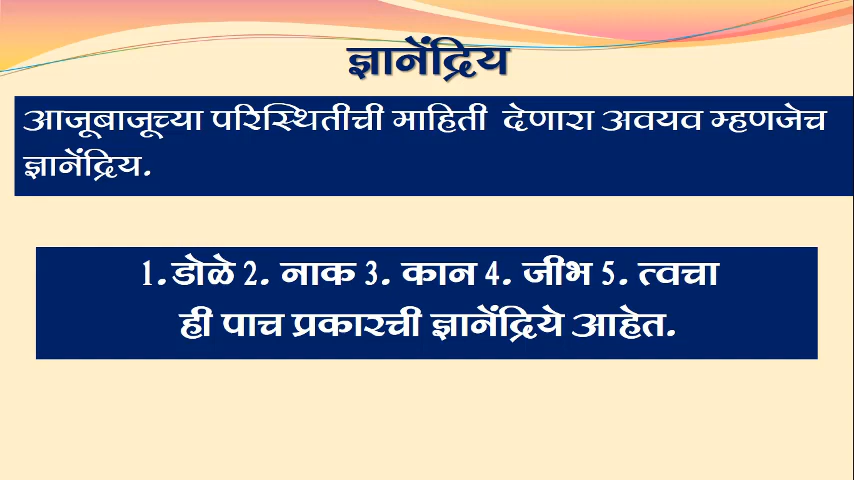 ज्ञानेंद्रिय
आजूबाजूच्या परिस्थितीची माहिती देणारा अवयव म्हणजेच
ज्ञानेंद्रिय.
1. डोळे 2. नाक 3. कान 4. जीभ 5. त्वचा
ही पाच प्रकारची ज्ञानेंद्रिये आहेत.